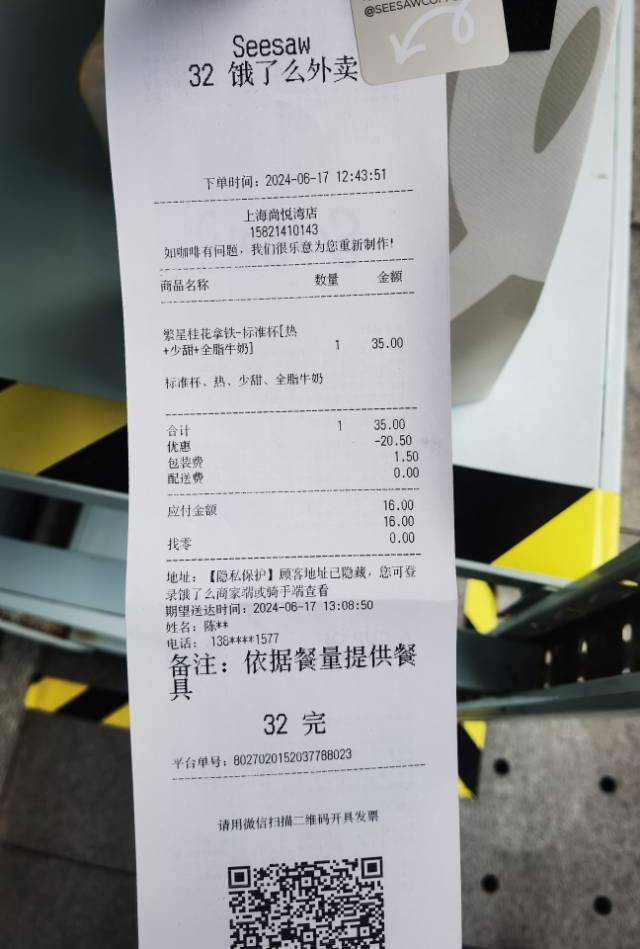 @SEESAWCOFF
Seesaw
32 饿了么外卖
下单时间：2024-06-17 12:43:51
上海尚悦湾店
15821410143
如咖啡有问题，我们很乐意为您重新制作!
商品名称 数量 金额
繁星桂花拿铁-标准杯[热
+少甜+全脂牛奶] 1 35.00
标准杯、热、少甜、全脂牛奶
合计 1 35.00
优惠 -20.50
包装费 1.50
配送费 0.00
应付金额 16.00
16.00
找零 0.00
地址：【隐私保护】顾客地址已隐藏，您可登
录饿了么商家端或骑手端查看
期望送达时间：2024-06-17 13:08:50
姓名：陈**
电话： 138****1577
备注：依据餐量提供餐
具
32 完
平台单号：8027020152037788023
请用微信扫描二维码开具发票